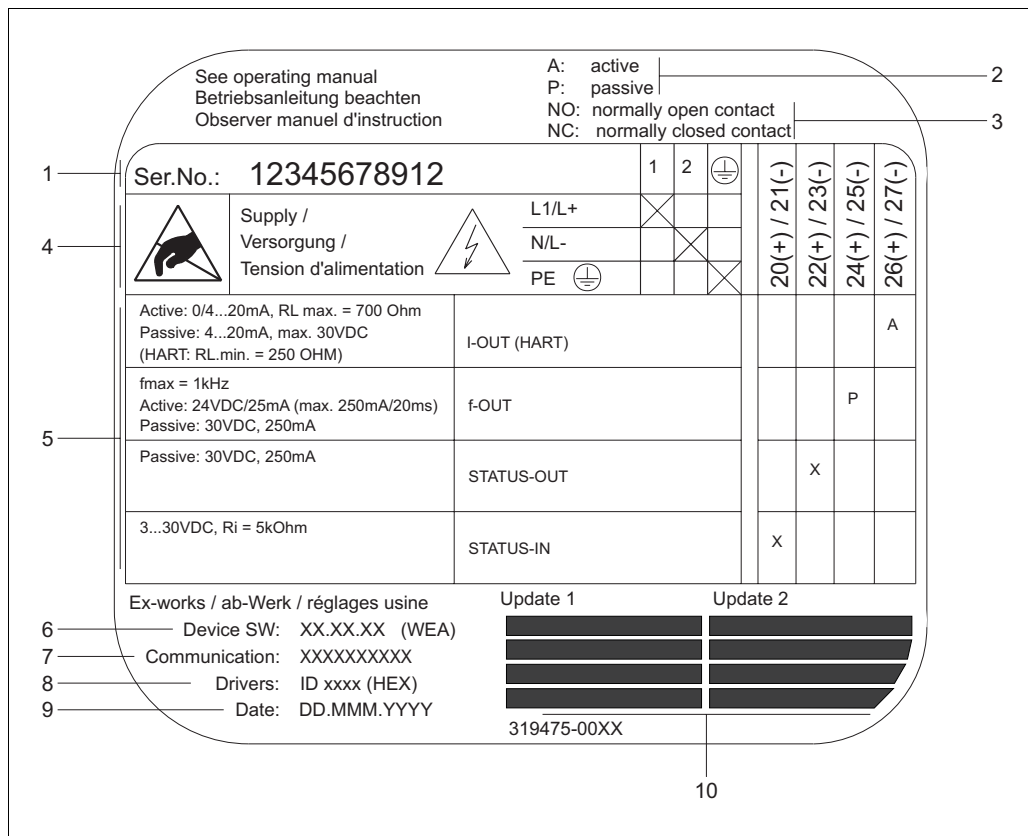 See operating manual
Betriebsanleitung beachten
Observer manuel d'instruction
A: active
P: passive
NO: normally open contact
NC: normally closed contact
2
3
1
Ser.No.: 12345678912
1 2
20(+) / 21(-)
22(+) / 23(-)
24(+) / 25(-)
26(+) / 27(-)
4
Supply /
Versorgung /
Tension d'alimentation
L1/L+
N/L-
PE
5
Active: 0/4...20mA, RL max. = 700 Ohm
Passive: 4...20mA, max. 30VDC
(HART: RL.min. = 250 OHM)
I-OUT (HART)
A
fmax = 1kHz
Active: 24VDC/25mA (max. 250mA/20ms)
Passive: 30VDC, 250mA
f-OUT
P
Passive: 30VDC, 250mA
STATUS-OUT
X
3...30VDC, Ri = 5kOhm
STATUS-IN
X
Ex-works / ab-Werk / réglages usine
Update 1
Update 2
6
Device SW: XX.XX.XX (WEA)
7
Communication: XXXXXXXXXX
8
Drivers: ID xxxx (HEX)
9
Date: DD.MMM.YYYY
319475-00XX
10